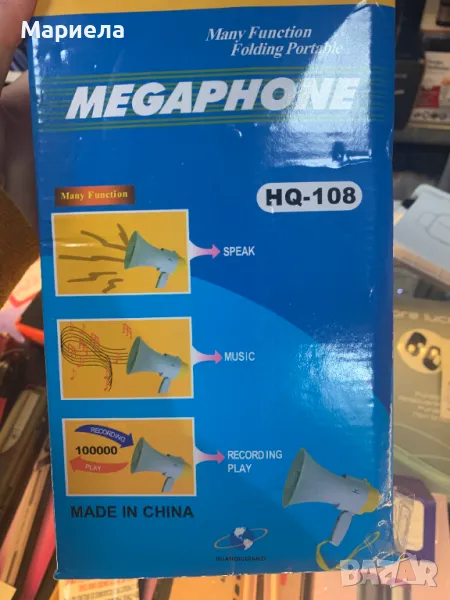 Мариела
Many Function
Folding Portable
MEGAPHONE
Many Function
HQ-108
SPEAK
MUSIC
RECORDING
100000
PLAY
RECORDING
PLAY
MADE IN CHINA
bazar